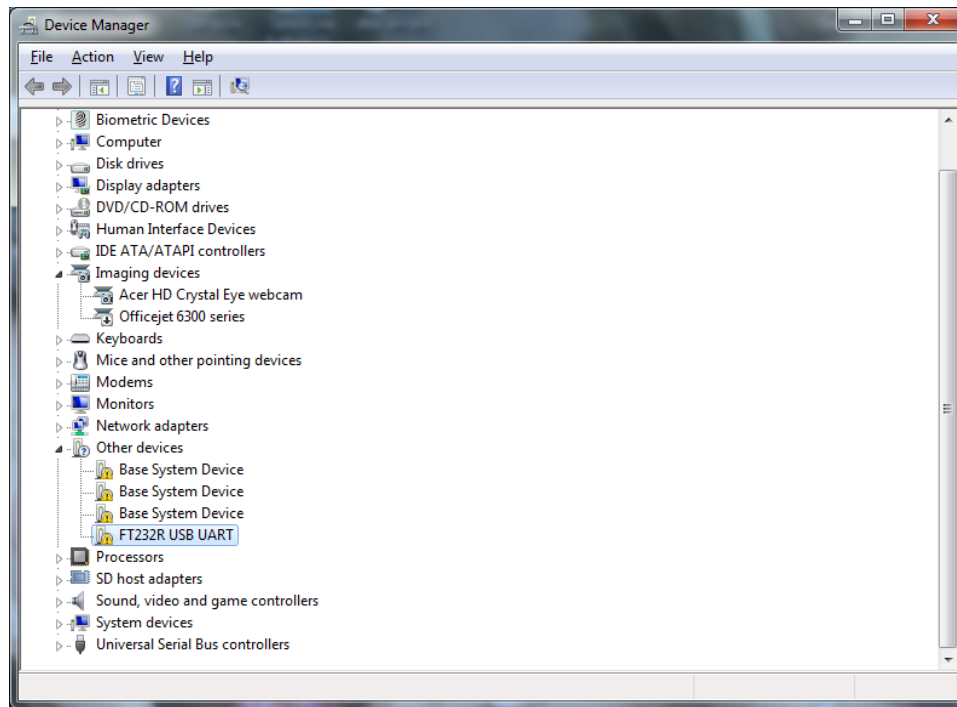 Device Manager
File Action View Help
Biometric Devices
Computer
Disk drives
Display adapters
DVD/CD-ROM drives
Human Interface Devices
IDE ATA/ATAPI controllers
Imaging devices
Acer HD Crystal Eye webcam
Officejet 6300 series
Keyboards
Mice and other pointing devices
Modems
Monitors
Network adapters
Other devices
Base System Device
Base System Device
Base System Device
FT232R USB UART
Processors
SD host adapters
Sound, video and game controllers
System devices
Universal Serial Bus controllers